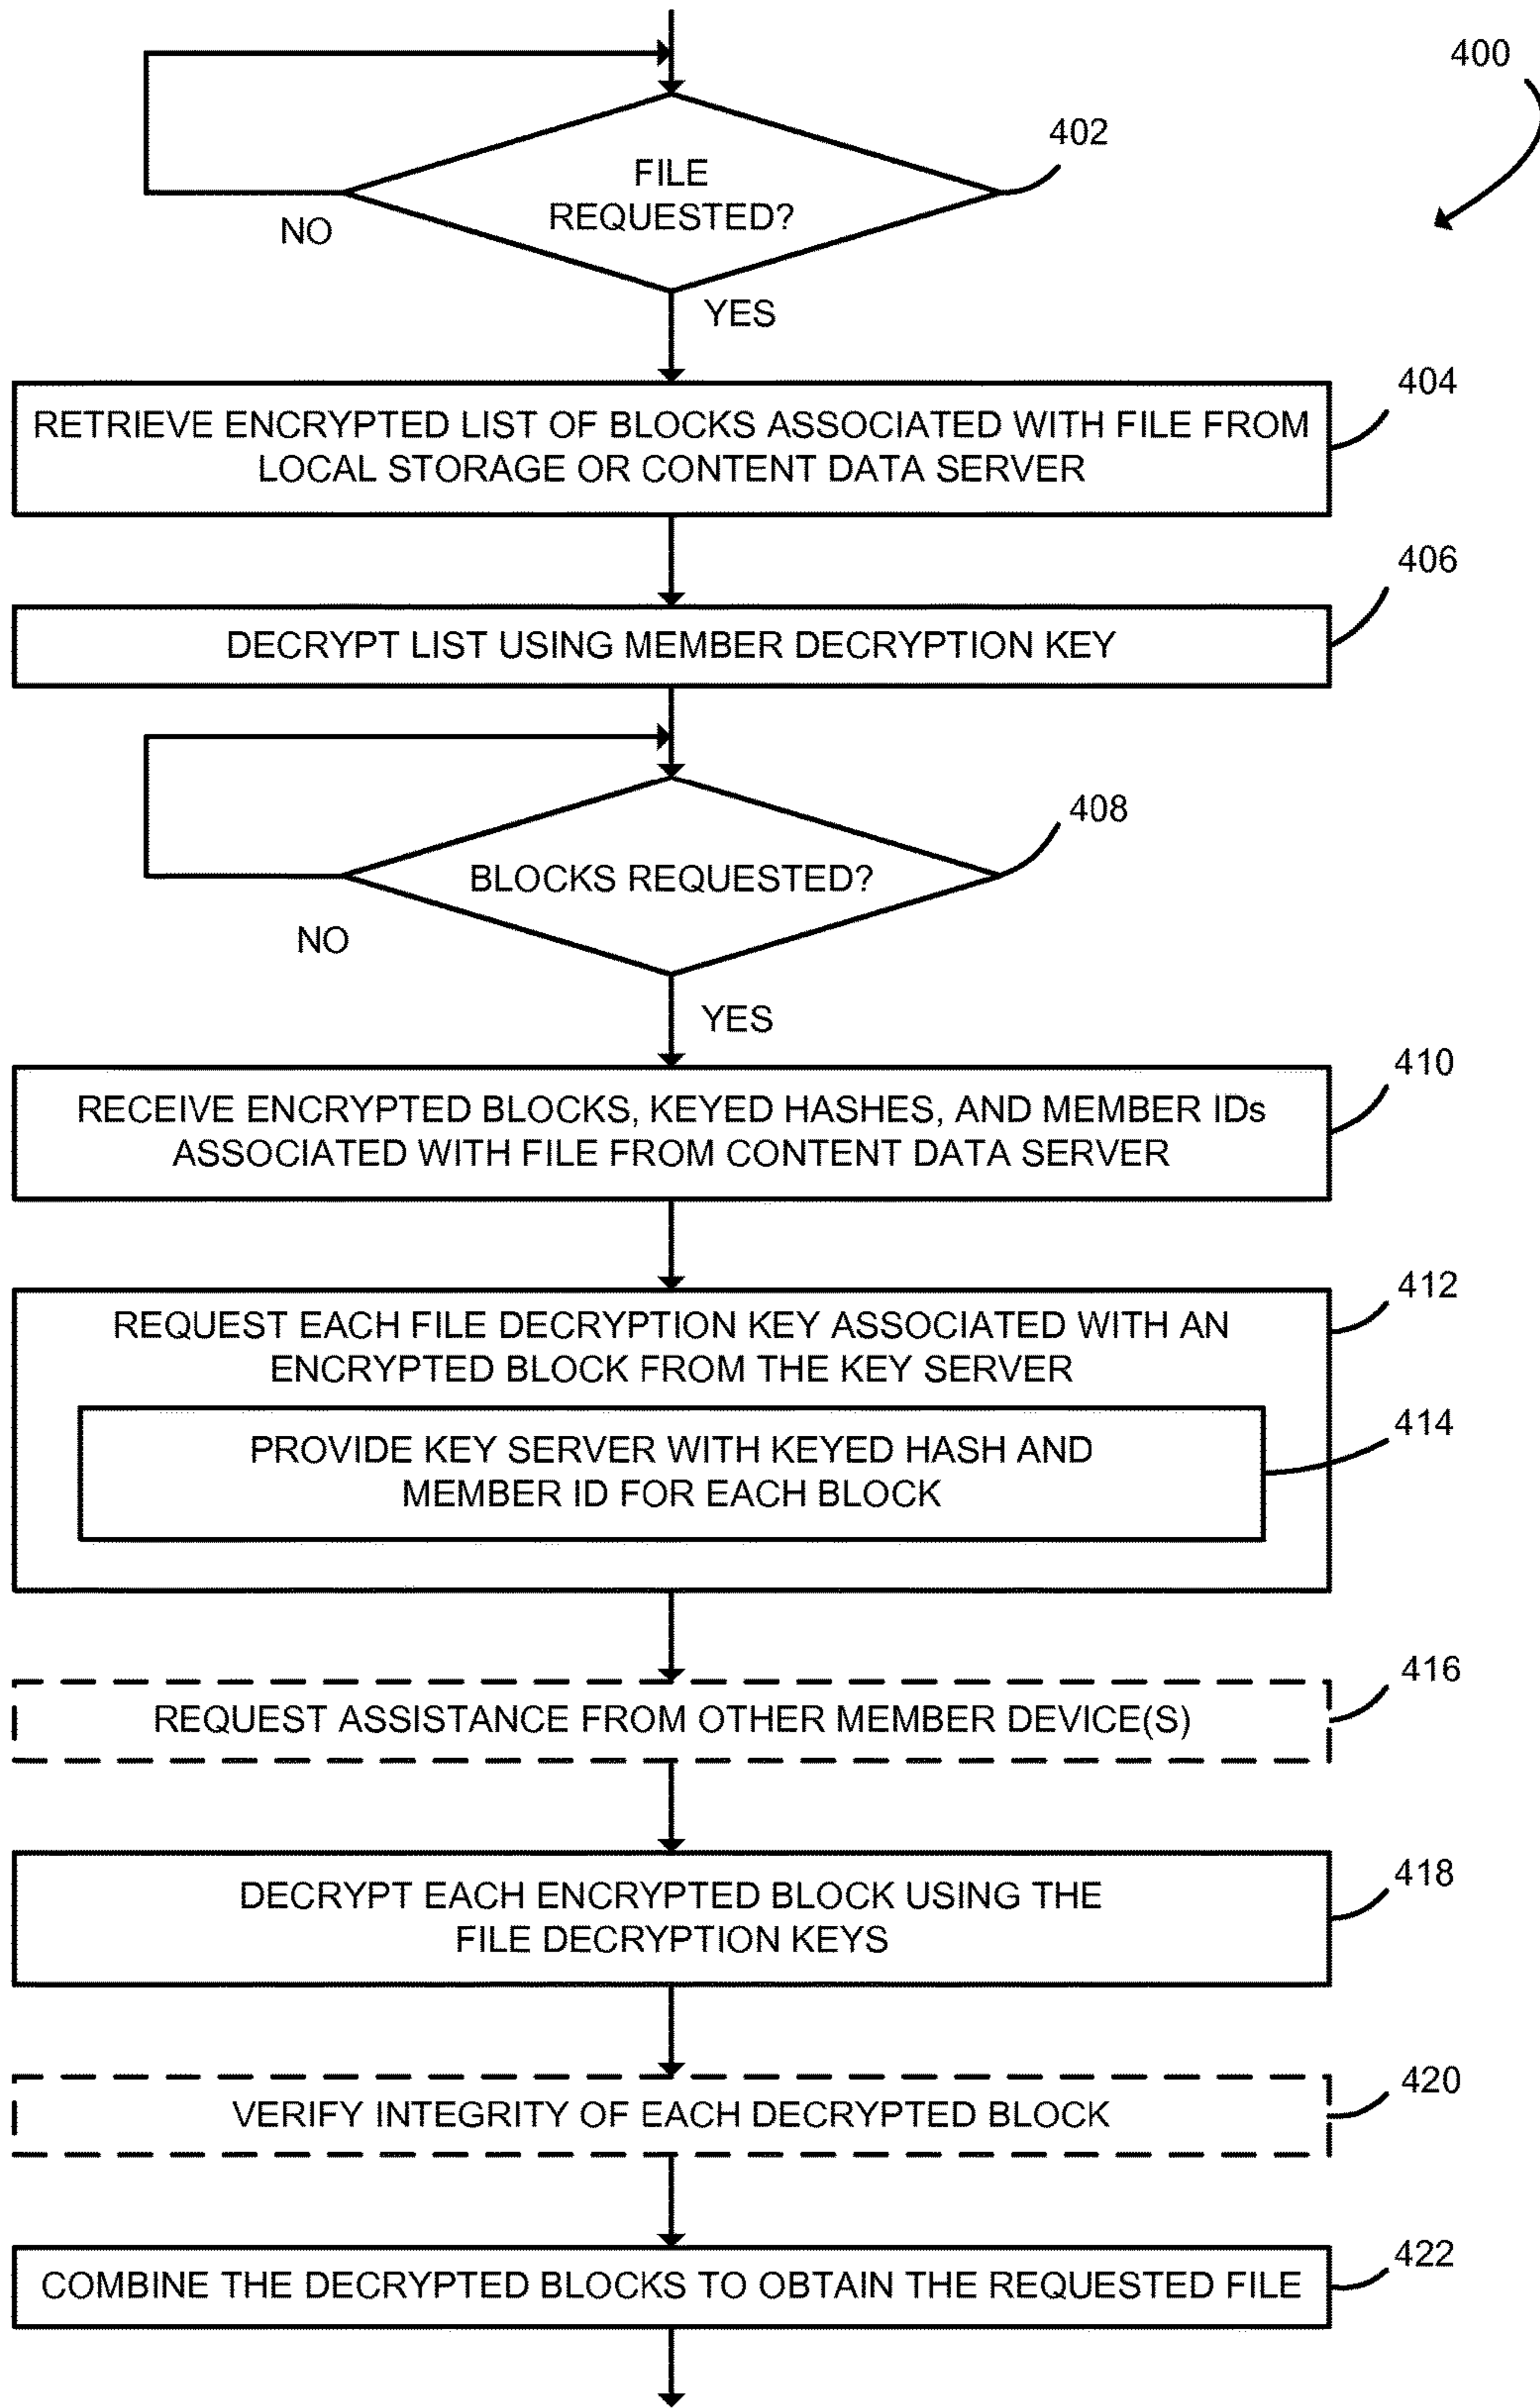 400
402
FILE
REQUESTED?
NO
YES
404
RETRIEVE ENCRYPTED LIST OF BLOCKS ASSOCIATED WITH FILE FROM
LOCAL STORAGE OR CONTENT DATA SERVER
406
DECRYPT LIST USING MEMBER DECRYPTION KEY
408
BLOCKS REQUESTED?
NO
YES
410
RECEIVE ENCRYPTED BLOCKS, KEYED HASHES, AND MEMBER IDs
ASSOCIATED WITH FILE FROM CONTENT DATA SERVER
412
REQUEST EACH FILE DECRYPTION KEY ASSOCIATED WITH AN
ENCRYPTED BLOCK FROM THE KEY SERVER
414
PROVIDE KEY SERVER WITH KEYED HASH AND
MEMBER ID FOR EACH BLOCK
416
REQUEST ASSISTANCE FROM OTHER MEMBER DEVICE(S)
418
DECRYPT EACH ENCRYPTED BLOCK USING THE
FILE DECRYPTION KEYS
420
VERIFY INTEGRITY OF EACH DECRYPTED BLOCK
422
COMBINE THE DECRYPTED BLOCKS TO OBTAIN THE REQUESTED FILE